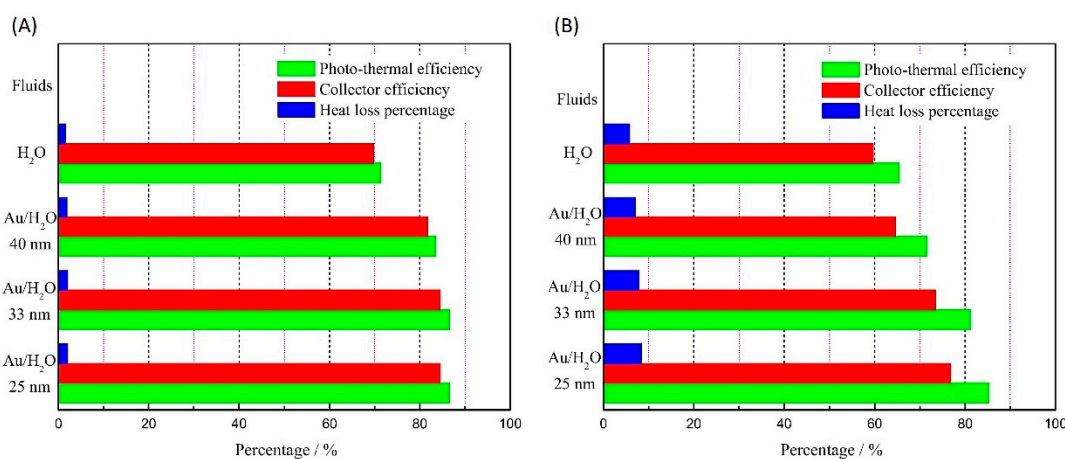 (A)
Fluids
Photo-thermal efficiency
Collector efficiency
Heat loss percentage
H₂O
Au/H₂O
40 nm
Au/H₂O
33 nm
Au/H₂O
25 nm
0 20 40 60 80 100
Percentage / %
(B)
Fluids
Photo-thermal efficiency
Collector efficiency
Heat loss percentage
H₂O
Au/H₂O
40 nm
Au/H₂O
33 nm
Au/H₂O
25 nm
0 20 40 60 80 100
Percentage / %